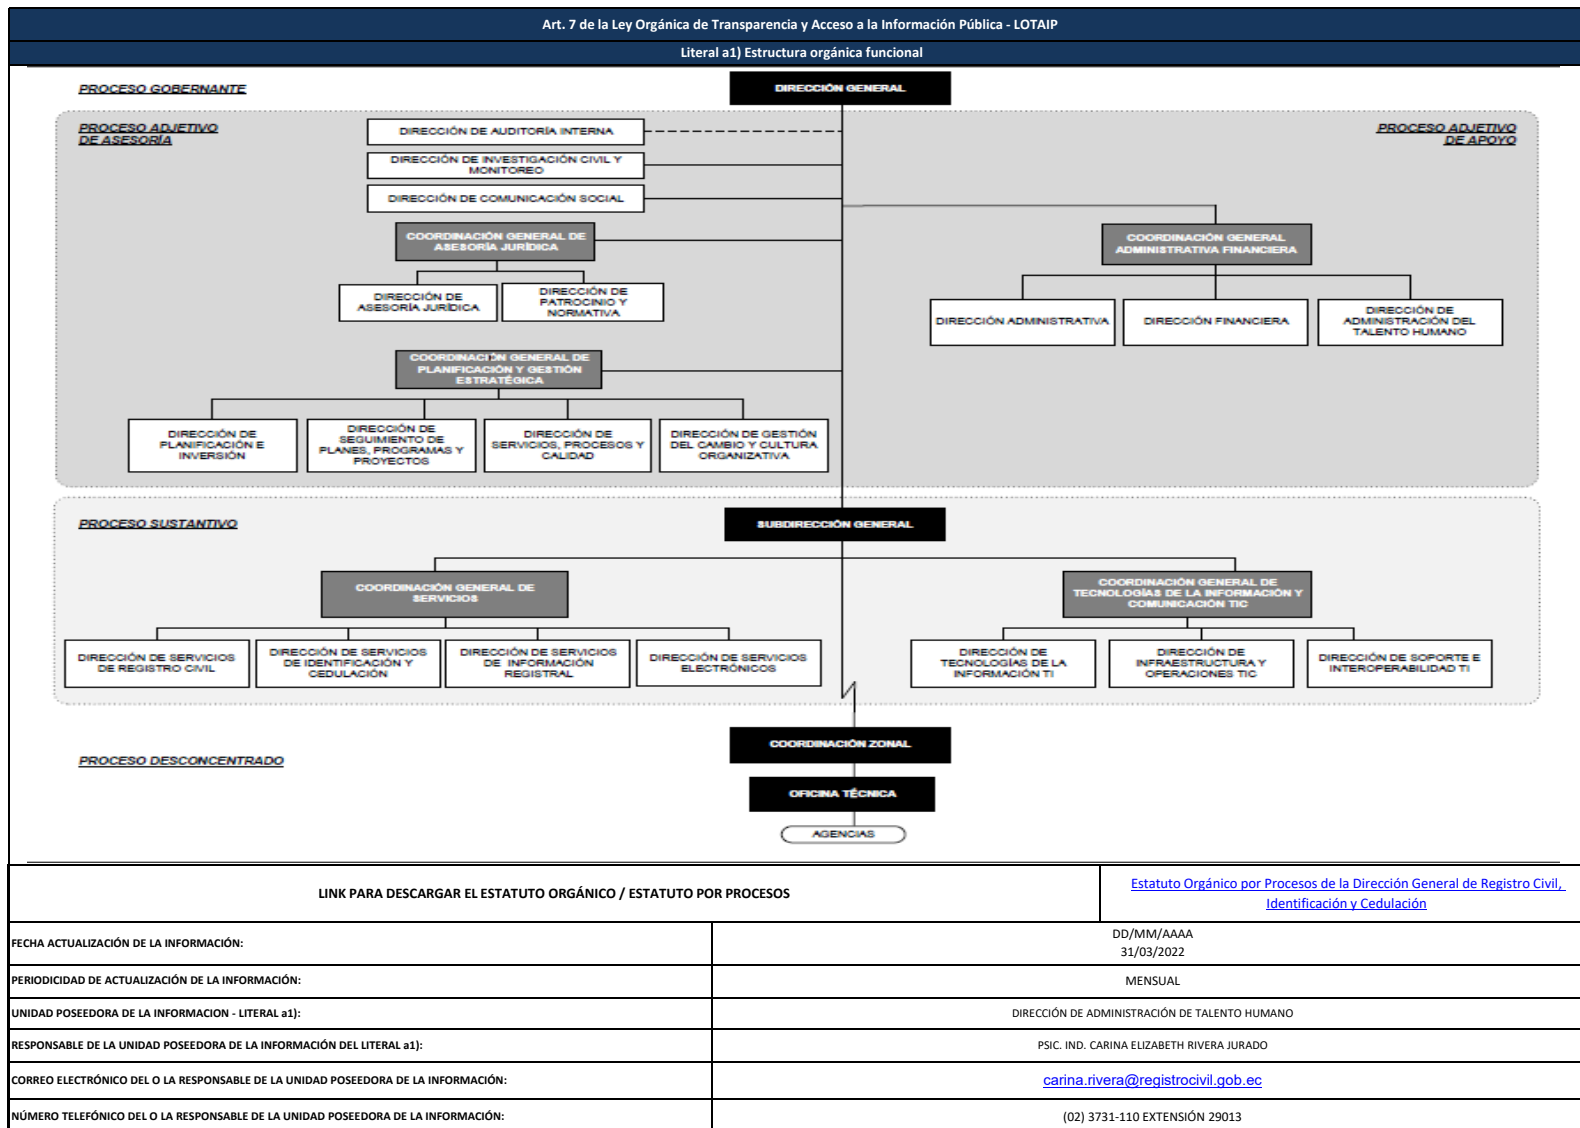 Art. 7 de la Ley Orgánica de Transparencia y Acceso a la Información Pública - LOTAIP
Literal a1) Estructura orgánica funcional
PROCESO GOBERNANTE
DIRECCIÓN GENERAL
PROCESO ADJETIVO
DE ASESORÍA
DIRECCIÓN DE AUDITORÍA INTERNA
PROCESO ADJETIVO
DE APOYO
DIRECCIÓN DE INVESTIGACIÓN CIVIL Y
MONITOREO
DIRECCIÓN DE COMUNICACIÓN SOCIAL
COORDINACIÓN GENERAL DE
ASESORÍA JURÍDICA
COORDINACIÓN GENERAL
ADMINISTRATIVA FINANCIERA
DIRECCIÓN DE
ASESORÍA JURÍDICA
DIRECCIÓN DE
PATROCINIO Y
NORMATIVA
DIRECCIÓN ADMINISTRATIVA
DIRECCIÓN FINANCIERA
DIRECCIÓN DE
ADMINISTRACIÓN DEL
TALENTO HUMANO
COORDINACIÓN GENERAL DE
PLANIFICACIÓN Y GESTIÓN
ESTRATÉGICA
DIRECCIÓN DE
PLANIFICACIÓN E
INVERSIÓN
DIRECCIÓN DE
SEGUIMIENTO DE
PLANES, PROGRAMAS Y
PROYECTOS
DIRECCIÓN DE
SERVICIOS, PROCESOS Y
CALIDAD
DIRECCIÓN DE GESTIÓN
DEL CAMBIO Y CULTURA
ORGANIZATIVA
PROCESO SUSTANTIVO
SUBDIRECCIÓN GENERAL
COORDINACIÓN GENERAL DE
SERVICIOS
COORDINACIÓN GENERAL DE
TECNOLOGÍAS DE LA INFORMACIÓN Y
COMUNICACIÓN TIC
DIRECCIÓN DE SERVICIOS
DE REGISTRO CIVIL
DIRECCIÓN DE SERVICIOS
DE IDENTIFICACIÓN Y
CEDULACIÓN
DIRECCIÓN DE SERVICIOS
DE INFORMACIÓN
REGISTRAL
DIRECCIÓN DE SERVICIOS
ELECTRÓNICOS
DIRECCIÓN DE
TECNOLOGÍAS DE LA
INFORMACIÓN TI
DIRECCIÓN DE
INFRAESTRUCTURA Y
OPERACIONES TIC
DIRECCIÓN DE SOPORTE E
INTEROPERABILIDAD TI
COORDINACIÓN ZONAL
PROCESO DESCONCENTRADO
OFICINA TÉCNICA
AGENCIAS
LINK PARA DESCARGAR EL ESTATUTO ORGÁNICO / ESTATUTO POR PROCESOS
Estatuto Orgánico por Procesos de la Dirección General de Registro Civil,
Identificación y Cedulación
FECHA ACTUALIZACIÓN DE LA INFORMACIÓN:
DD/MM/AAAA
31/03/2022
PERIODICIDAD DE ACTUALIZACIÓN DE LA INFORMACIÓN:
MENSUAL
UNIDAD POSEEDORA DE LA INFORMACION - LITERAL a1):
DIRECCIÓN DE ADMINISTRACIÓN DE TALENTO HUMANO
RESPONSABLE DE LA UNIDAD POSEEDORA DE LA INFORMACIÓN DEL LITERAL a1):
PSIC. IND. CARINA ELIZABETH RIVERA JURADO
CORREO ELECTRÓNICO DEL O LA RESPONSABLE DE LA UNIDAD POSEEDORA DE LA INFORMACIÓN:
carina.rivera@registrocivil.gob.ec
NÚMERO TELEFÓNICO DEL O LA RESPONSABLE DE LA UNIDAD POSEEDORA DE LA INFORMACIÓN:
(02) 3731-110 EXTENSIÓN 29013